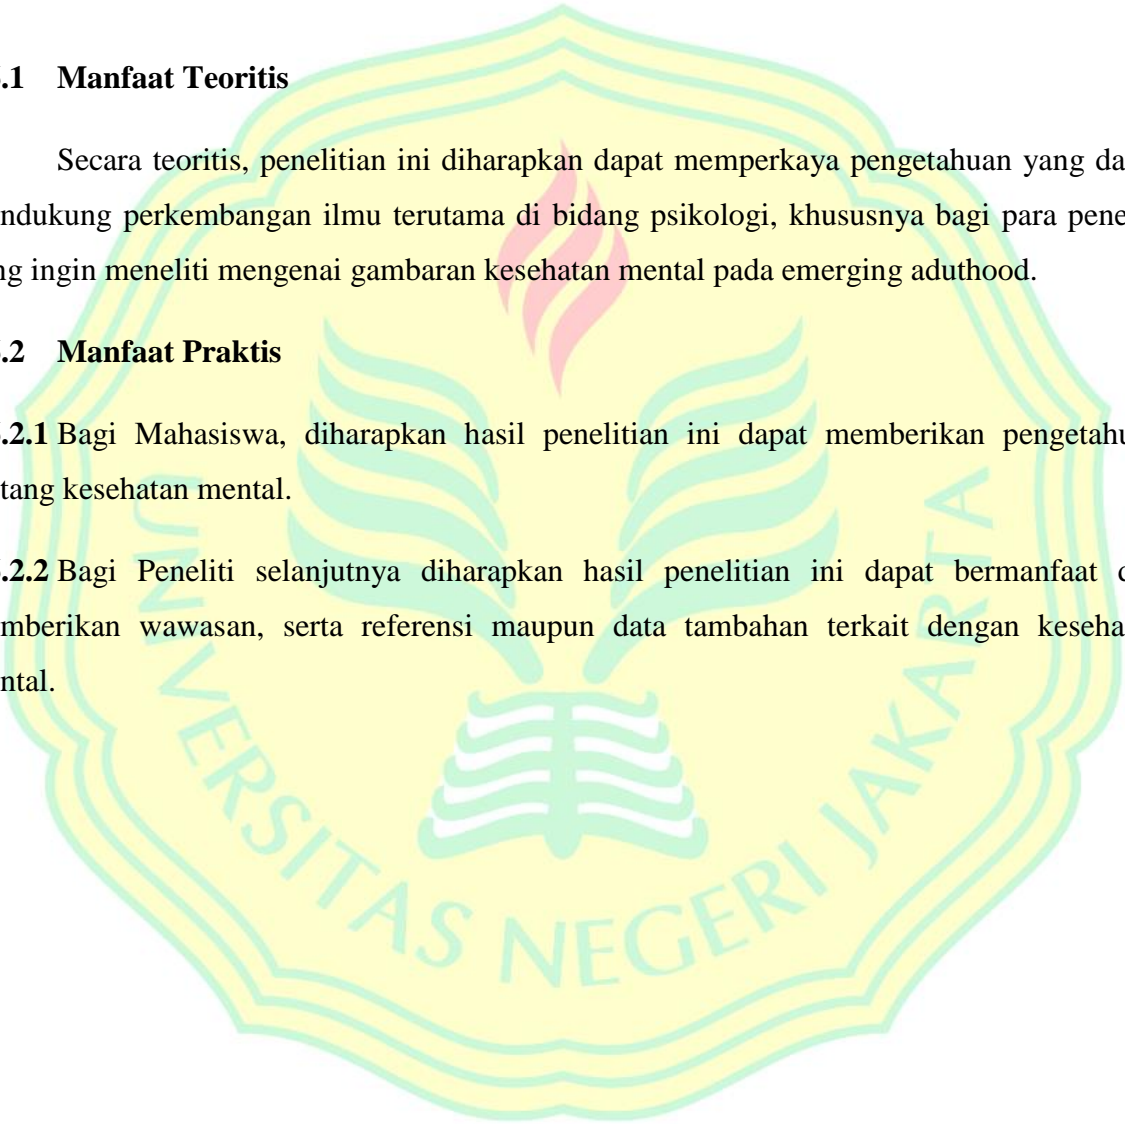 .1 Manfaat Teoritis
Secara teoritis, penelitian ini diharapkan dapat memperkaya pengetahuan yang da
ndukung perkembangan ilmu terutama di bidang psikologi, khususnya bagi para pene
ng ingin meneliti mengenai gambaran kesehatan mental pada emerging aduthood.
.2 Manfaat Praktis
.2.1 Bagi Mahasiswa, diharapkan hasil penelitian ini dapat memberikan pengetahu
tang kesehatan mental.
.2.2 Bagi Peneliti selanjutnya diharapkan hasil penelitian ini dapat bermanfaat d
mberikan wawasan, serta referensi maupun data tambahan terkait dengan keseha
ntal.
UNIVERSITAS NEGERI JAKARTA